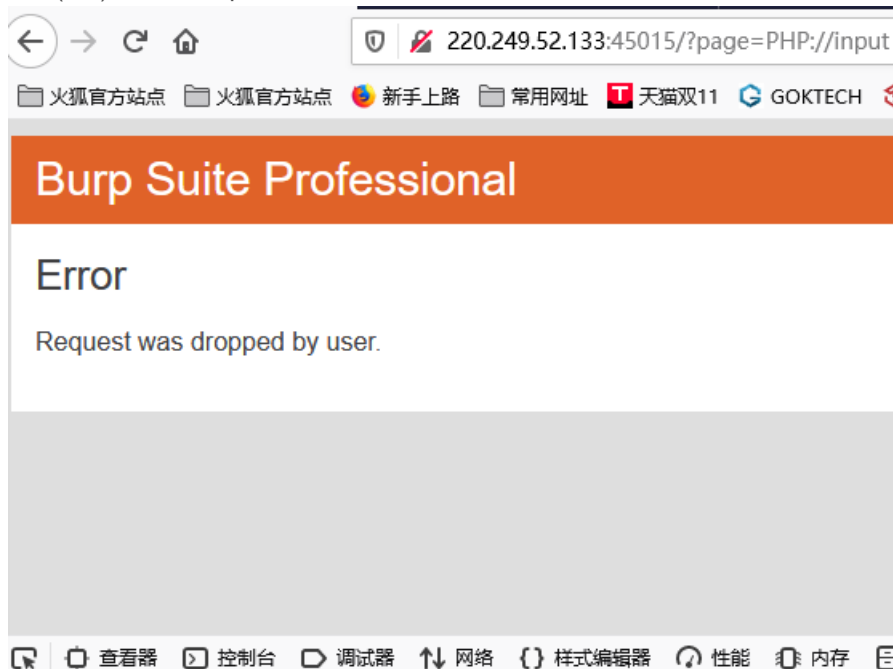 220.249.52.133:45015/?page=PHP://input
火狐官方站点 火狐官方站点 新手上路 常用网址 天猫双11 GOKTECH
Burp Suite Professional
Error
Request was dropped by user.
查看器 控制台 调试器 网络 样式编辑器 性能 内存